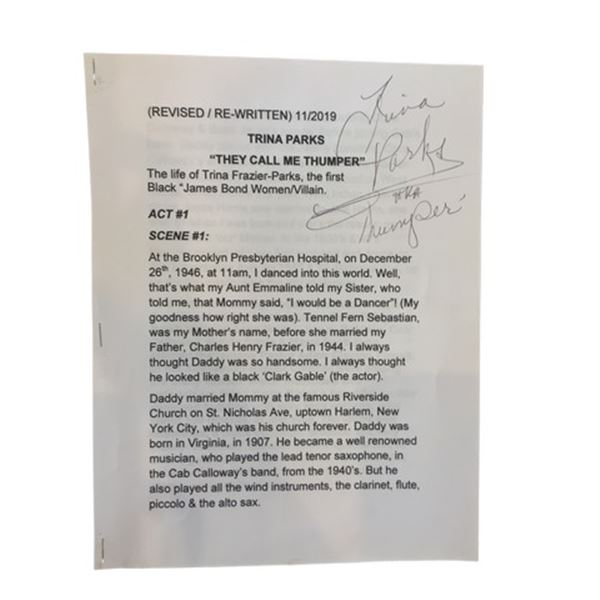 (REVISED / RE-WRITTEN) 11/2019
TRINA PARKS
"THEY CALL ME THUMPER"
The life of Trina Frazier-Parks, the first
Black "James Bond Women/Villain.
Trina
Parks
AKA
Thumper
ACT #1
SCENE #1:
At the Brooklyn Presbyterian Hospital, on December
26th, 1946, at 11am, I danced into this world. Well,
that's what my Aunt Emmaline told my Sister, who
told me, that Mommy said, "I would be a Dancer"! (My
goodness how right she was). Tennel Fern Sebastian,
was my Mother's name, before she married my
Father, Charles Henry Frazier, in 1944. I always
thought Daddy was so handsome. I always thought
he looked like a black 'Clark Gable' (the actor).
Daddy married Mommy at the famous Riverside
Church on St. Nicholas Ave, uptown Harlem, New
York City, which was his church forever. Daddy was
born in Virginia, in 1907. He became a well renowned
musician, who played the lead tenor saxophone, in
the Cab Calloway's band, from the 1940's. But he
also played all the wind instruments, the clarinet, flute,
piccolo & the alto sax.